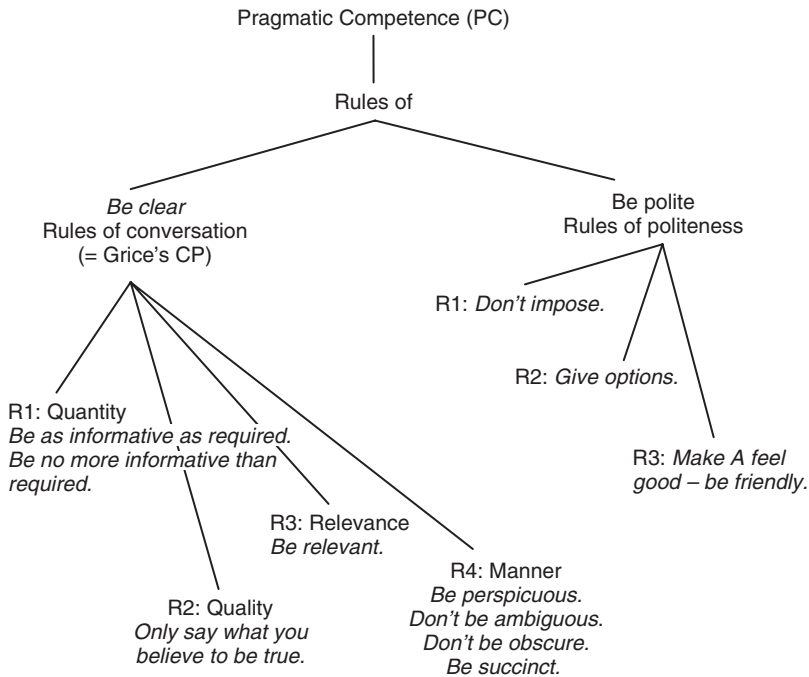 Pragmatic Competence (PC)
Rules of
Be clear
Rules of conversation
(= Grice's CP)
Be polite
Rules of politeness
R1: Don't impose.
R2: Give options.
R3: Make A feel
good – be friendly.
R1: Quantity
Be as informative as required.
Be no more informative than
required.
R3: Relevance
Be relevant.
R2: Quality
Only say what you
believe to be true.
R4: Manner
Be perspicuous.
Don't be ambiguous.
Don't be obscure.
Be succinct.